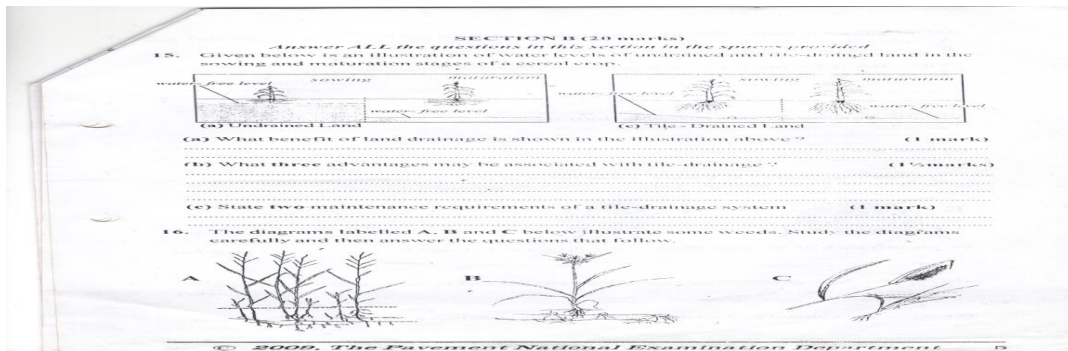 SECTION B (20 marks)
Answer ALL the questions in this section in the spaces provided
15. Given below is an illustration of water levels of undrained and tile-drained land in the
sowing and maturation stages of a cereal crop.
sowing maturation sowing maturation
water-free level water-free level
water-free level water-free level
(a) Undrained Land (c) Tile-Drained Land
(a) What benefit of land drainage is shown in the illustration above? (1 mark)
(b) What three advantages may be associated with tile-drainage? (1½marks)
(c) State two maintenance requirements of a tile-drainage system (1 mark)
16. The diagrams labelled A, B and C below illustrate some weeds. Study the diagrams
carefully and then answer the questions that follow.
A B C
© 2009, The Pavement National Examination Department 5